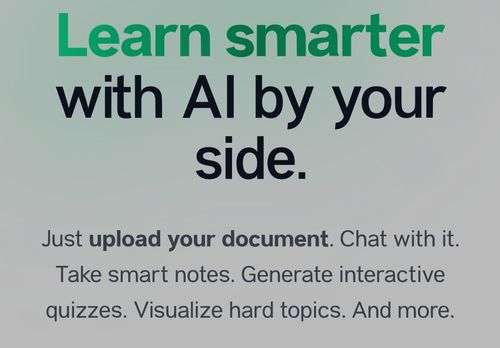 Learn smarter
with AI by your
side.
Just upload your document. Chat with it.
Take smart notes. Generate interactive
quizzes. Visualize hard topics. And more.